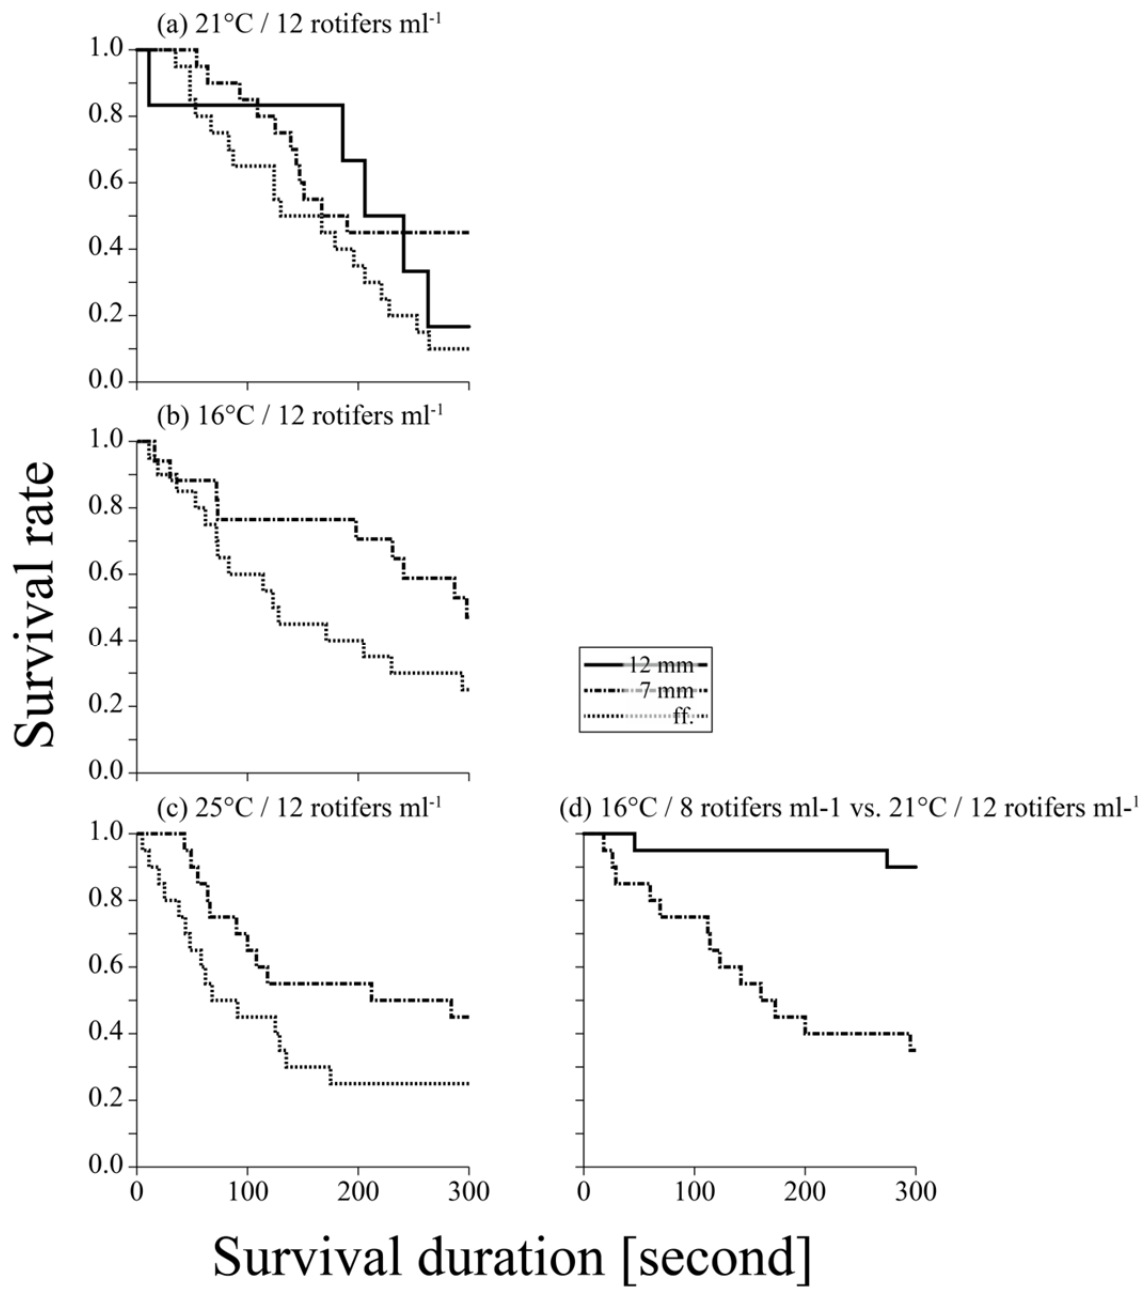 (a) 21°C / 12 rotifers ml-1
1.0
0.8
0.6
0.4
0.2
0.0
(b) 16°C / 12 rotifers ml-1
1.0
0.8
0.6
0.4
0.2
0.0
Survival rate
12 mm
7 mm
ff.
(c) 25°C / 12 rotifers ml-1
1.0
0.8
0.6
0.4
0.2
0.0
0 100 200 300
(d) 16°C / 8 rotifers ml-1 vs. 21°C / 12 rotifers ml-1
0 100 200 300
Survival duration [second]